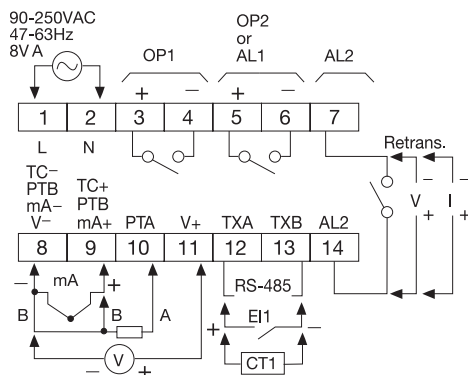 90-250VAC
47-63Hz
8VA
OP1
OP2
or
AL1
AL2
+ − + −
1 2 3 4 5 6 7
L N
Retrans.
TC− TC+
PTB PTB
mA− mA+
V−
PTA V+ TXA TXB AL2
− −
V I
+ +
8 9 10 11 12 13 14
− mA +
RS-485
B B A
+ EI1 −
CT1
− V +